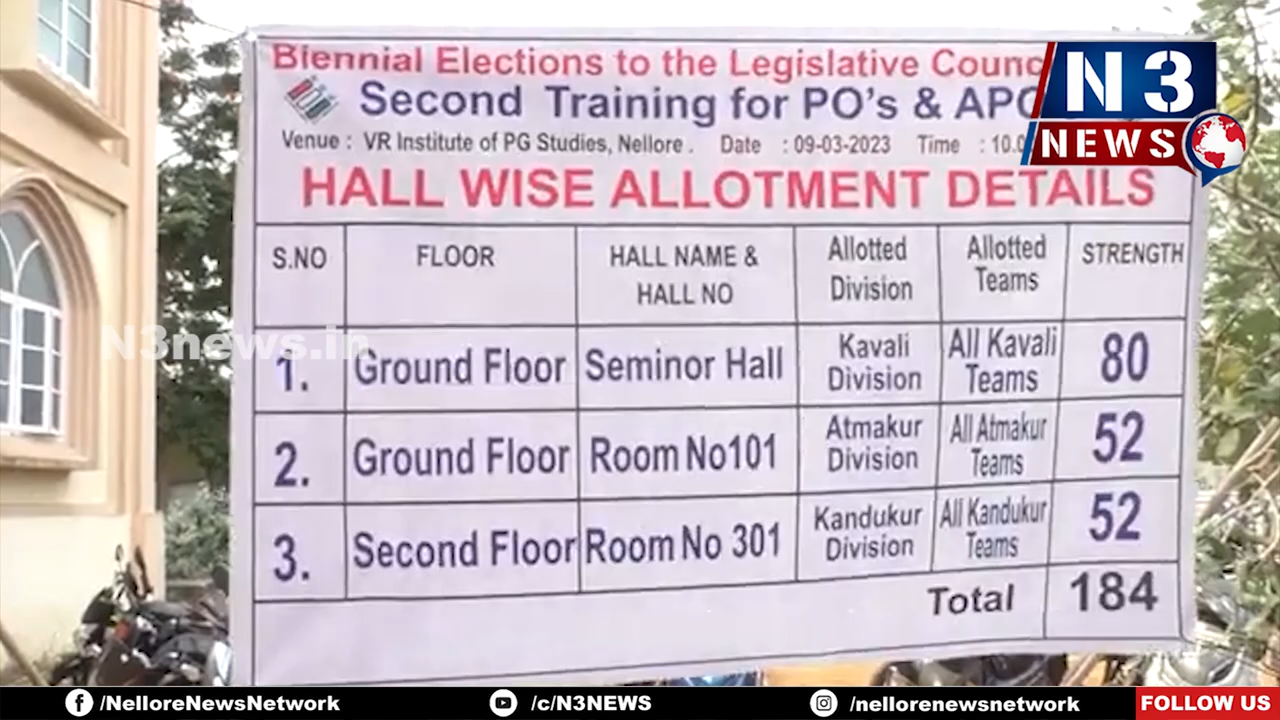 Biennial Elections to the Legislative
Second Training for PO's &
Venue : VR Institute of PG Studies, Nellore . Date : 09-03-2023 Time :
HALL WISE ALLOTMENT DETAILS
S.NO FLOOR HALL NAME & HALL NO Allotted Division Allotted Teams STRENGTH
1. Ground Floor Seminor Hall Kavali Division All Kavali Teams 80
2. Ground Floor Room No101 Atmakur Division All Atmakur Teams 52
3. Second Floor Room No 301 Kandukur Division All Kandukur Teams 52
Total 184
N3
NEWS
N3news.in
/NelloreNewsNetwork /c/N3NEWS /nellorenewsnetwork FOLLOW US